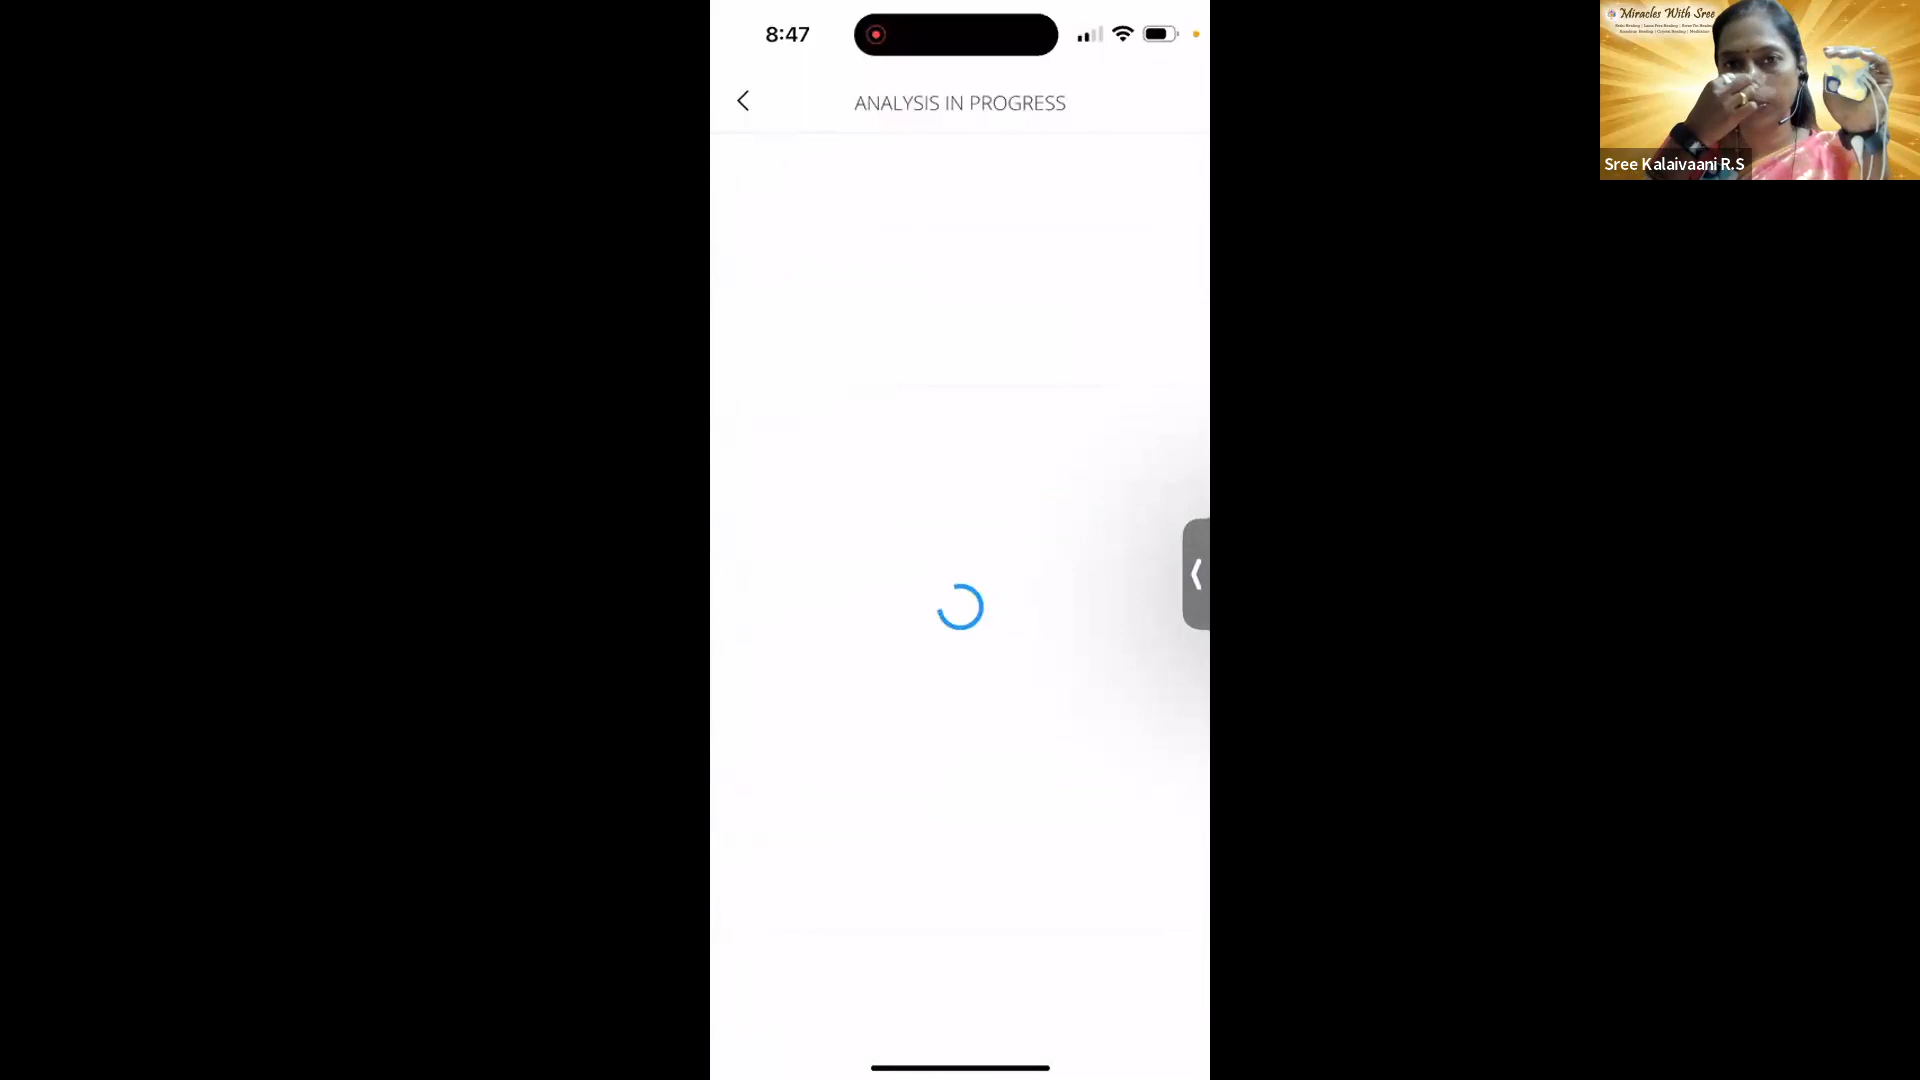 8:47
ANALYSIS IN PROGRESS
Miracles With Sree
Sree Kalaivaani R.S